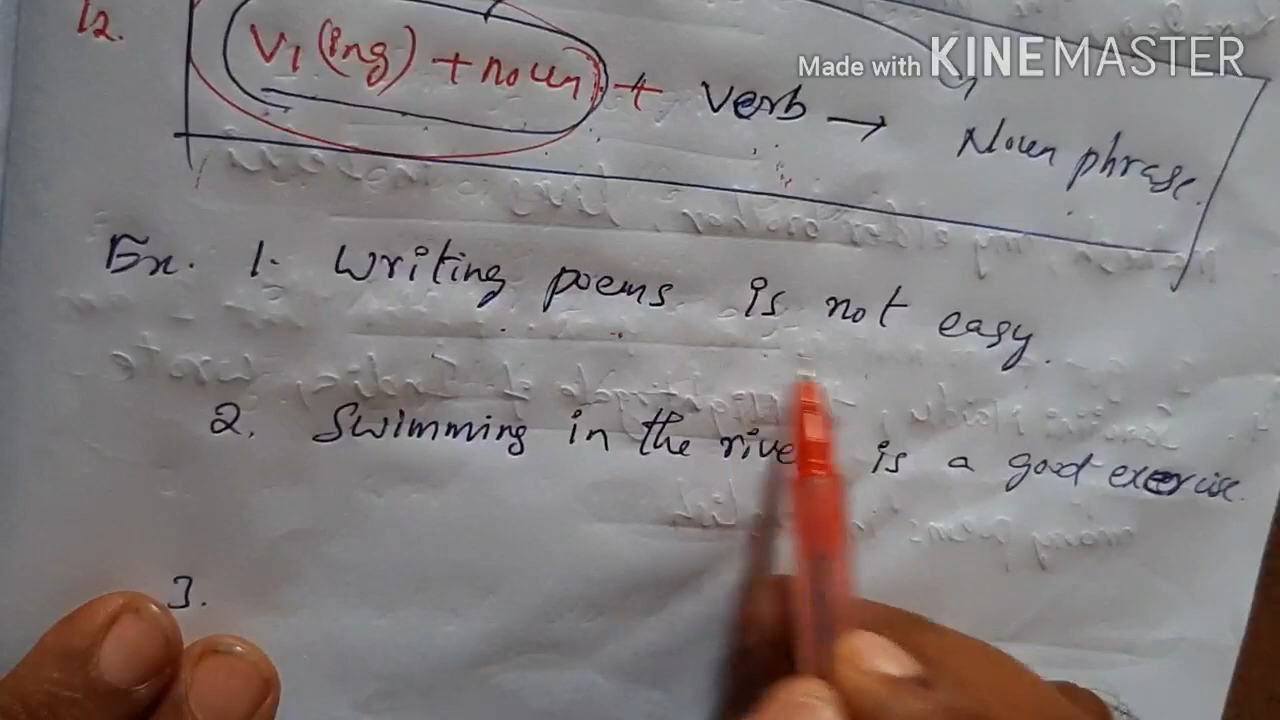 Made with KINEMASTER
12. V1 (ing) + noun + verb → Noun phrase.
Ex. 1. Writing poems is not easy.
2. Swimming in the river is a good exercise.
3.